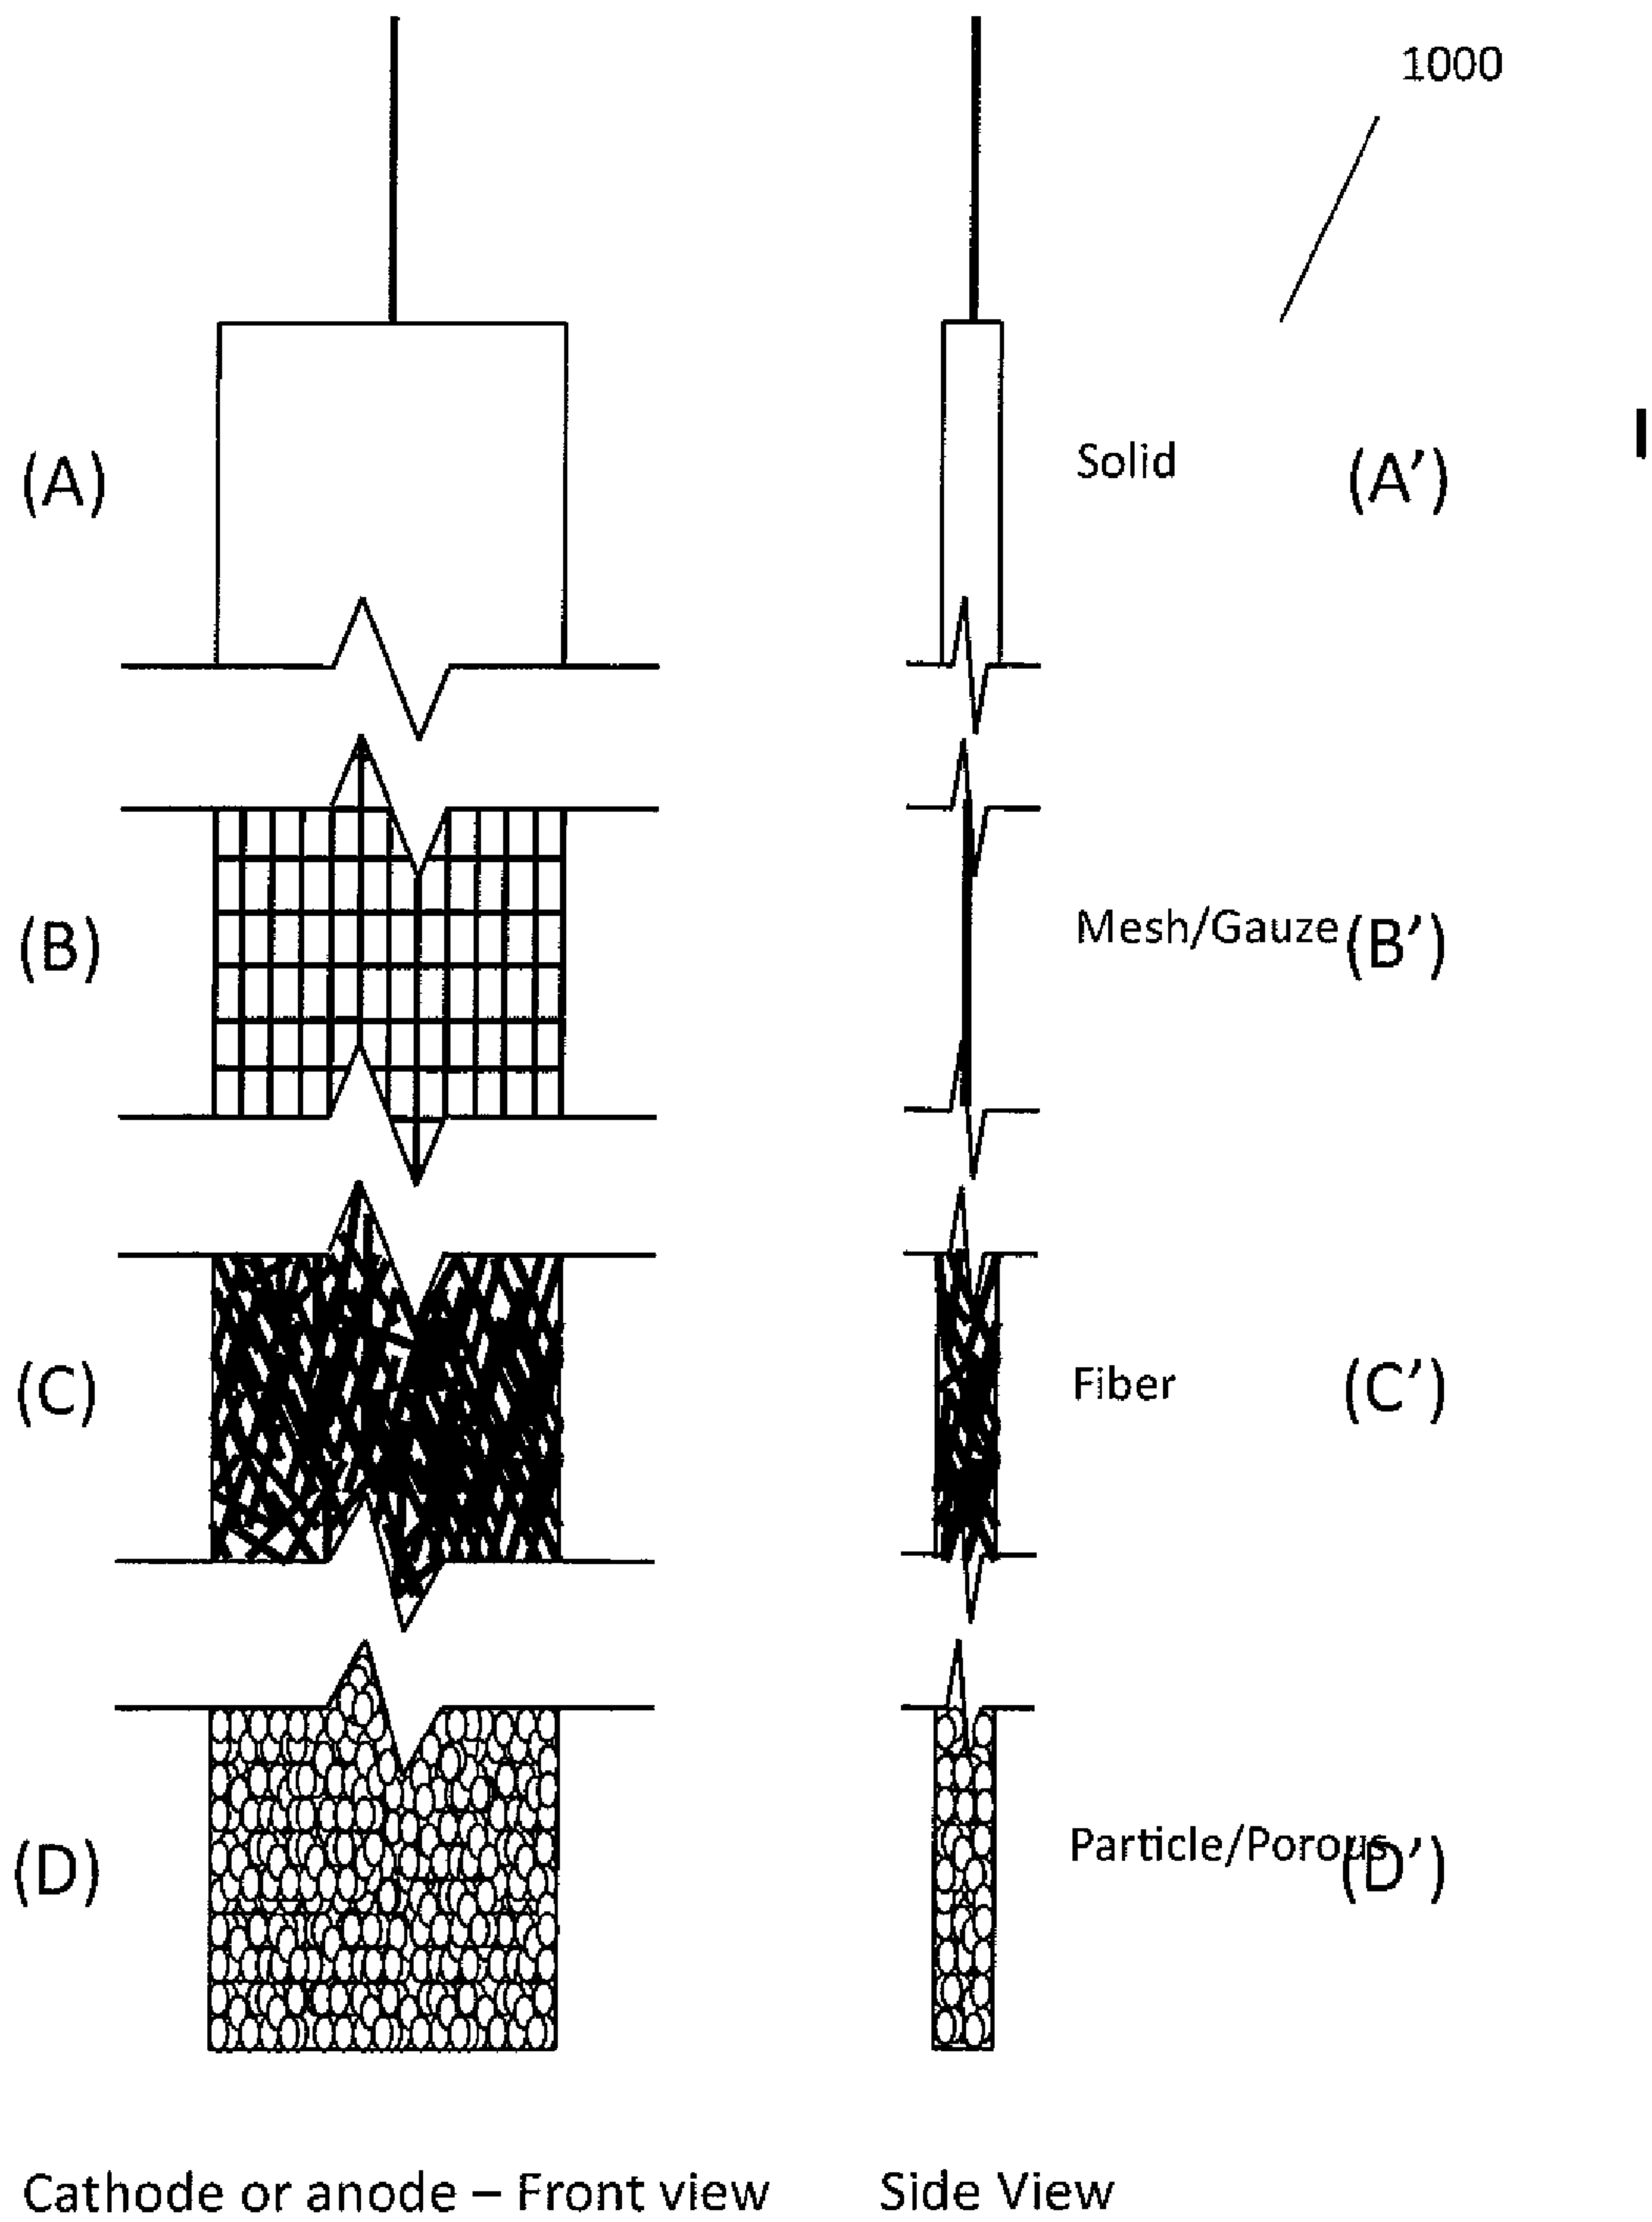 1000
(A) Solid (A')
(B) Mesh/Gauze (B')
(C) Fiber (C')
(D) Particle/Porous (D')
Cathode or anode – Front view Side View